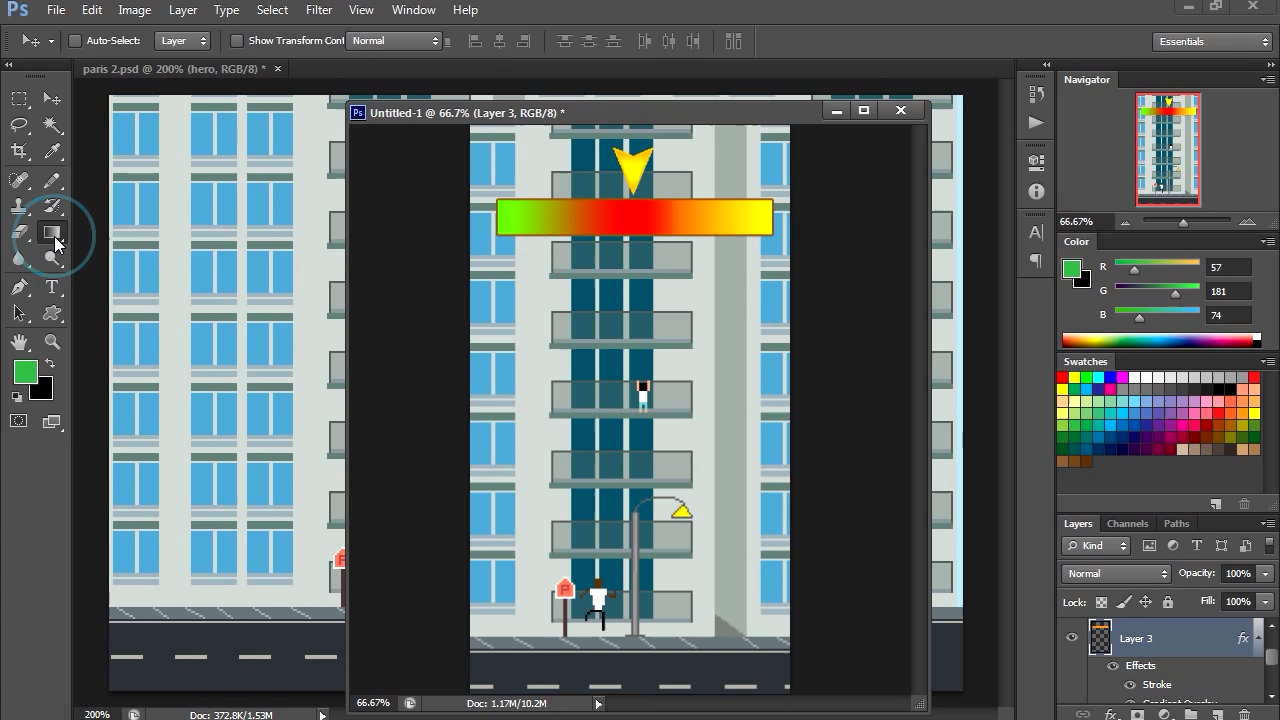 Ps File Edit Image Layer Type Select Filter View Window Help
Auto-Select: Layer Show Transform Cont Normal Essentials
paris 2.psd @ 200% (hero, RGB/8) * ×
Untitled-1 @ 66.7% (Layer 3, RGB/8) *
Navigator
66.67%
Color
R 57
G 181
B 74
Swatches
Layers Channels Paths
Kind
Normal Opacity: 100%
Lock: Fill: 100%
Layer 3 fx
Effects
Stroke
P
66.67% Doc: 1.17M/10.2M
200% Doc: 372.8K/1.53M